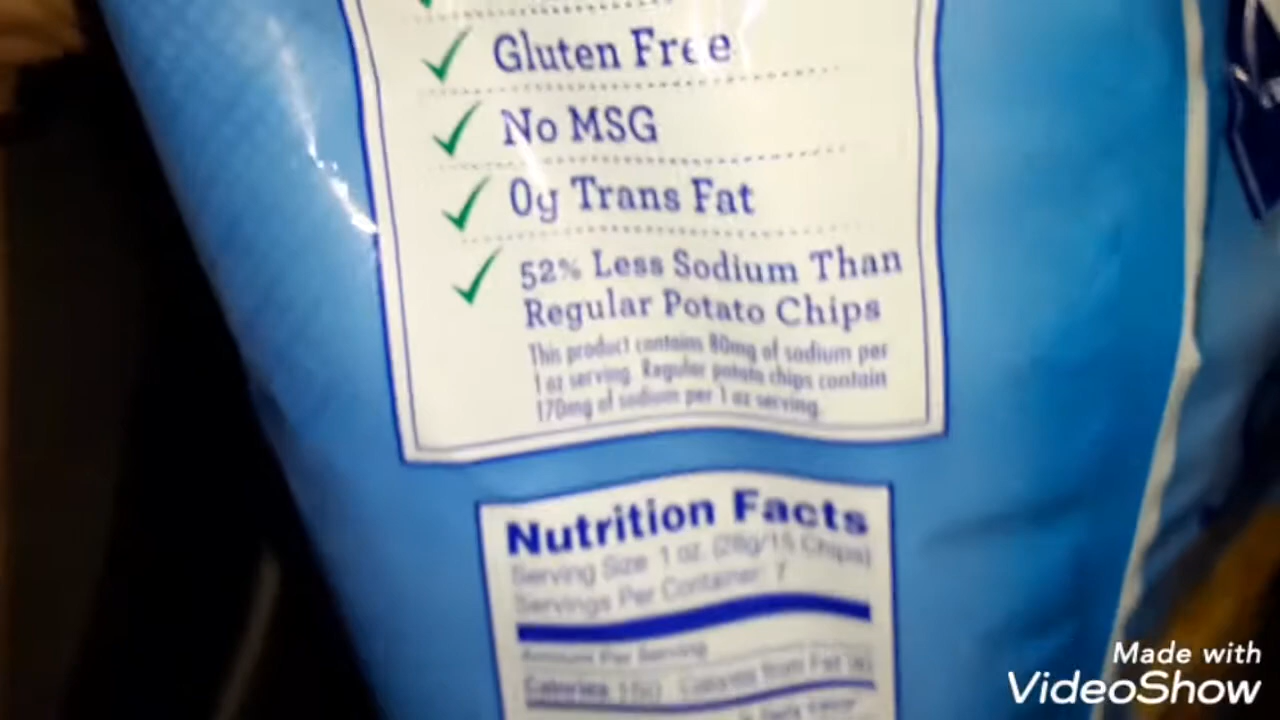 Gluten Free
No MSG
0g Trans Fat
52% Less Sodium Than
Regular Potato Chips
This product contains 80mg of sodium per
1 oz serving. Regular potato chips contain
170mg of sodium per 1 oz serving.
Nutrition Facts
Serving Size 1 oz. (28g/15 Chips)
Servings Per Container: 7
Amount Per Serving
Calories Calories from Fat
Made with
VideoShow